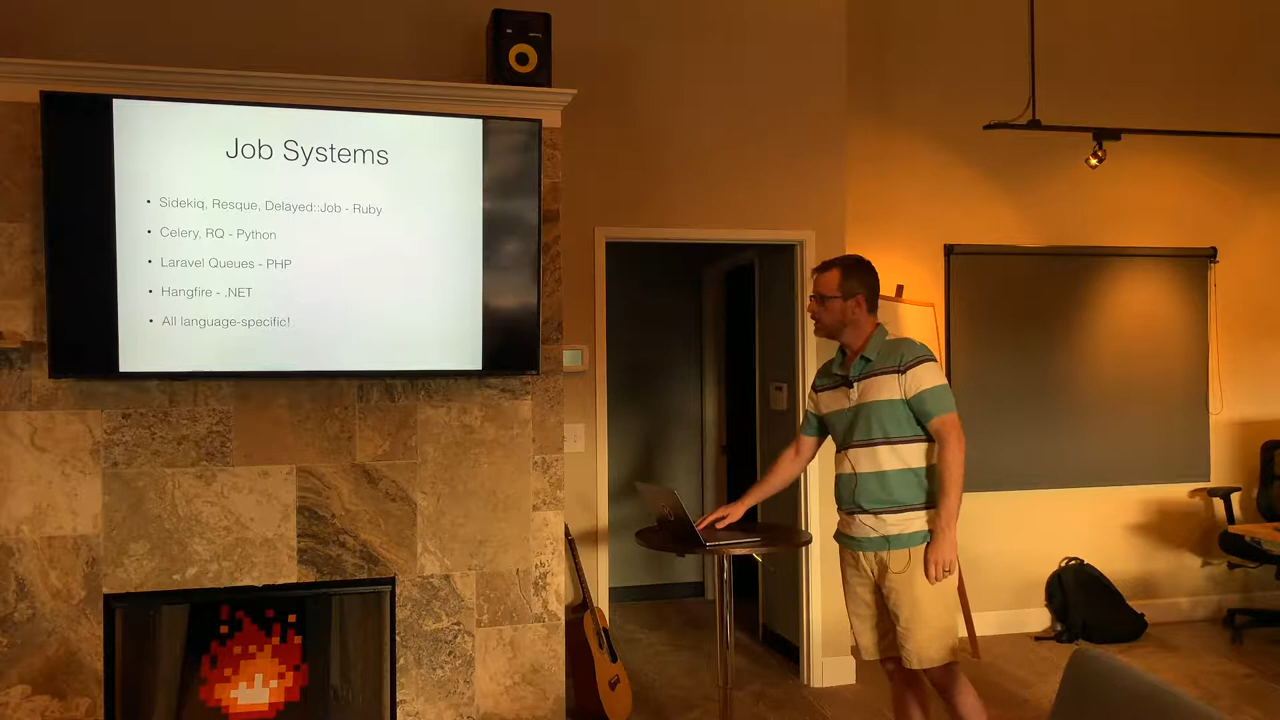 Job Systems
• Sidekiq, Resque, Delayed::Job - Ruby
• Celery, RQ - Python
• Laravel Queues - PHP
• Hangfire - .NET
• All language-specific!